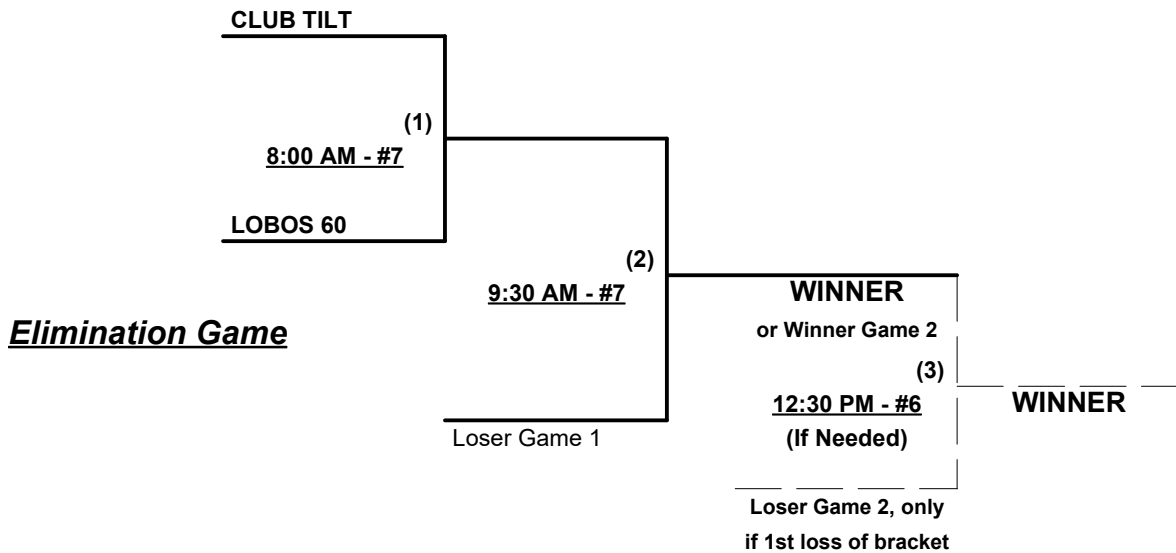 CLUB TILT
(1)
8:00 AM - #7
LOBOS 60
(2)
9:30 AM - #7
WINNER
or Winner Game 2
Elimination Game
(3)
12:30 PM - #6
WINNER
(If Needed)
Loser Game 1
Loser Game 2, only
if 1st loss of bracket